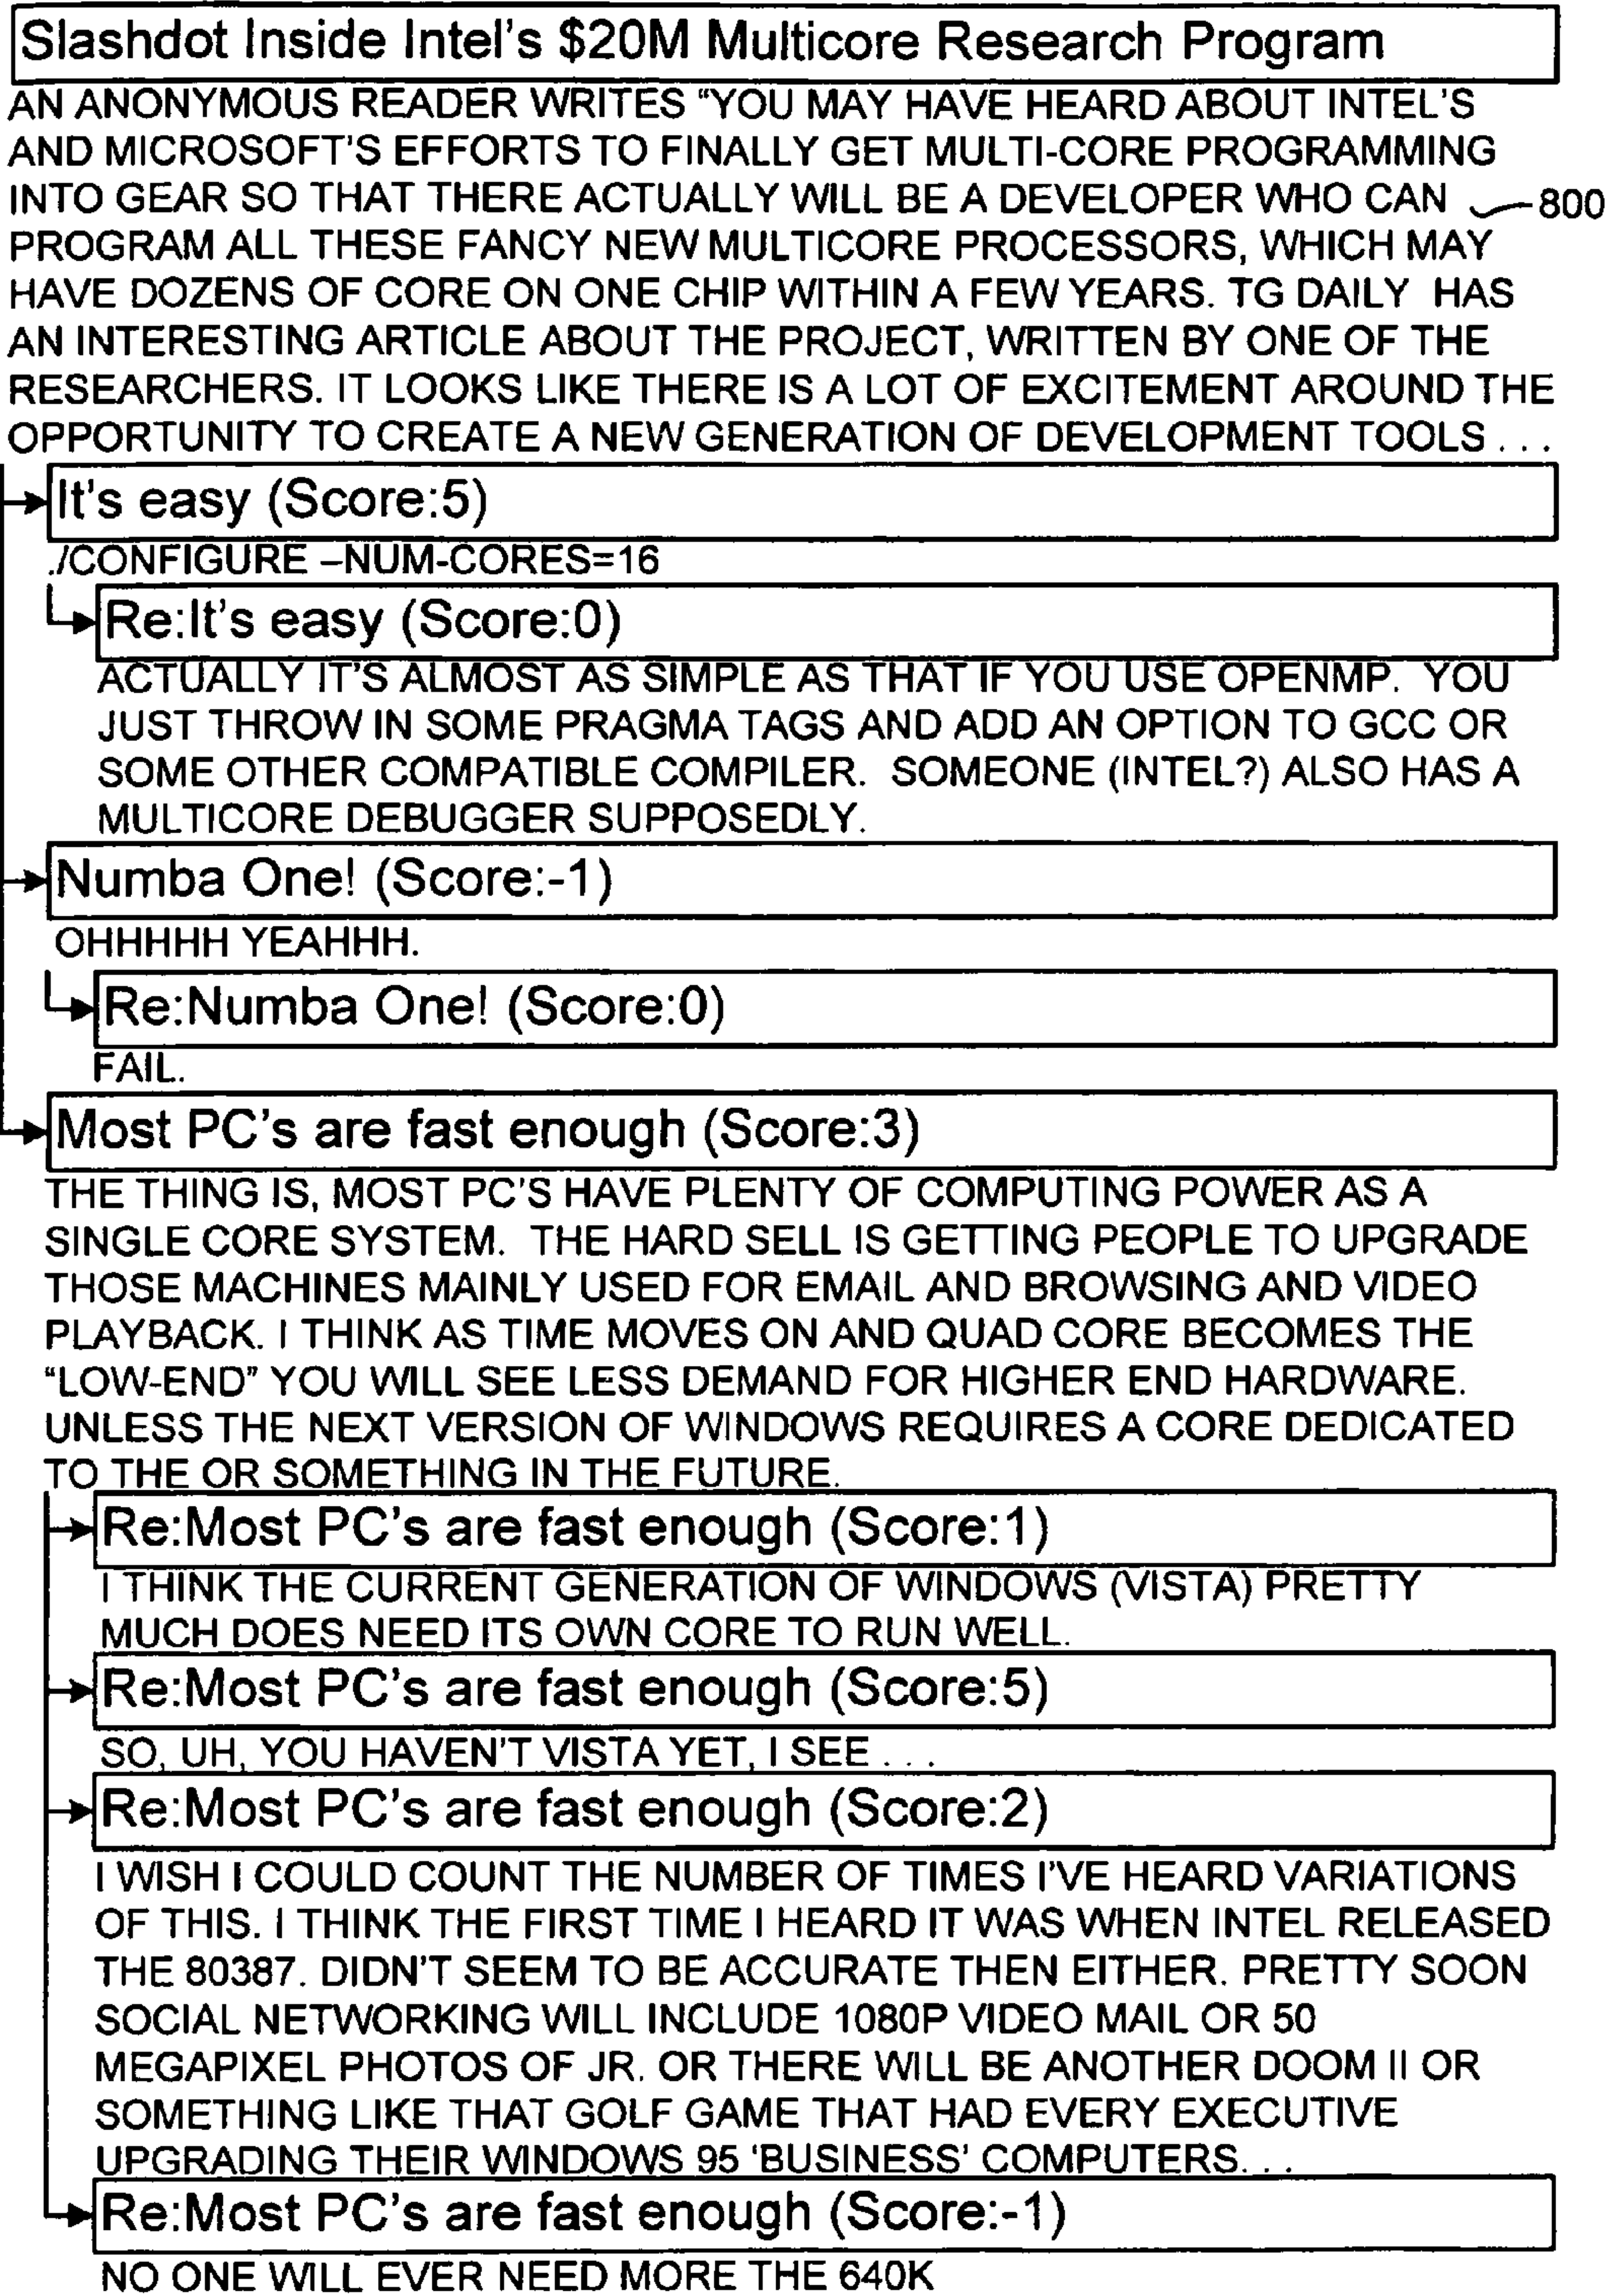 Slashdot Inside Intel's $20M Multicore Research Program
AN ANONYMOUS READER WRITES "YOU MAY HAVE HEARD ABOUT INTEL'S
AND MICROSOFT'S EFFORTS TO FINALLY GET MULTI-CORE PROGRAMMING
INTO GEAR SO THAT THERE ACTUALLY WILL BE A DEVELOPER WHO CAN 800
PROGRAM ALL THESE FANCY NEW MULTICORE PROCESSORS, WHICH MAY
HAVE DOZENS OF CORE ON ONE CHIP WITHIN A FEW YEARS. TG DAILY HAS
AN INTERESTING ARTICLE ABOUT THE PROJECT, WRITTEN BY ONE OF THE
RESEARCHERS. IT LOOKS LIKE THERE IS A LOT OF EXCITEMENT AROUND THE
OPPORTUNITY TO CREATE A NEW GENERATION OF DEVELOPMENT TOOLS . . .
It's easy (Score:5)
./CONFIGURE –NUM-CORES=16
Re:It's easy (Score:0)
ACTUALLY IT'S ALMOST AS SIMPLE AS THAT IF YOU USE OPENMP. YOU
JUST THROW IN SOME PRAGMA TAGS AND ADD AN OPTION TO GCC OR
SOME OTHER COMPATIBLE COMPILER. SOMEONE (INTEL?) ALSO HAS A
MULTICORE DEBUGGER SUPPOSEDLY.
Numba One! (Score:-1)
OHHHHH YEAHHH.
Re:Numba One! (Score:0)
FAIL.
Most PC's are fast enough (Score:3)
THE THING IS, MOST PC'S HAVE PLENTY OF COMPUTING POWER AS A
SINGLE CORE SYSTEM. THE HARD SELL IS GETTING PEOPLE TO UPGRADE
THOSE MACHINES MAINLY USED FOR EMAIL AND BROWSING AND VIDEO
PLAYBACK. I THINK AS TIME MOVES ON AND QUAD CORE BECOMES THE
"LOW-END" YOU WILL SEE LESS DEMAND FOR HIGHER END HARDWARE.
UNLESS THE NEXT VERSION OF WINDOWS REQUIRES A CORE DEDICATED
TO THE OR SOMETHING IN THE FUTURE.
Re:Most PC's are fast enough (Score:1)
I THINK THE CURRENT GENERATION OF WINDOWS (VISTA) PRETTY
MUCH DOES NEED ITS OWN CORE TO RUN WELL.
Re:Most PC's are fast enough (Score:5)
SO, UH, YOU HAVEN'T VISTA YET, I SEE . . .
Re:Most PC's are fast enough (Score:2)
I WISH I COULD COUNT THE NUMBER OF TIMES I'VE HEARD VARIATIONS
OF THIS. I THINK THE FIRST TIME I HEARD IT WAS WHEN INTEL RELEASED
THE 80387. DIDN'T SEEM TO BE ACCURATE THEN EITHER. PRETTY SOON
SOCIAL NETWORKING WILL INCLUDE 1080P VIDEO MAIL OR 50
MEGAPIXEL PHOTOS OF JR. OR THERE WILL BE ANOTHER DOOM II OR
SOMETHING LIKE THAT GOLF GAME THAT HAD EVERY EXECUTIVE
UPGRADING THEIR WINDOWS 95 'BUSINESS' COMPUTERS. . .
Re:Most PC's are fast enough (Score:-1)
NO ONE WILL EVER NEED MORE THE 640K